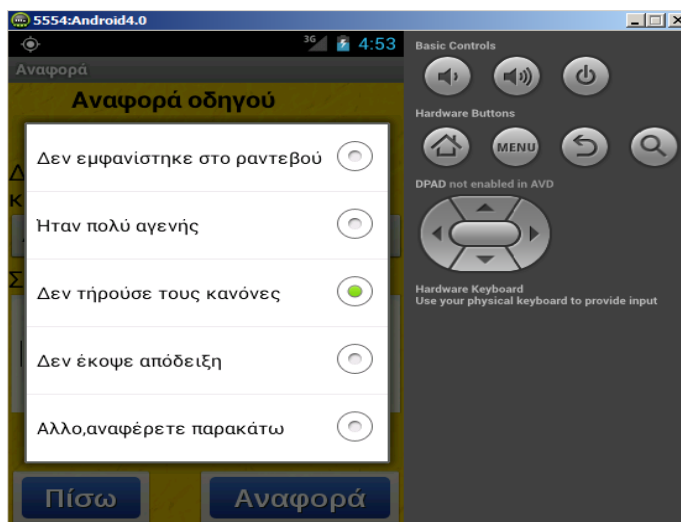 5554:Android4.0
3G 4:53
Αναφορά
Αναφορά οδηγού
Δεν εμφανίστηκε στο ραντεβού
Ήταν πολύ αγενής
Δεν τήρούσε τους κανόνες
Δεν έκοψε απόδειξη
Αλλο,αναφέρετε παρακάτω
Πίσω
Αναφορά
Basic Controls
Hardware Buttons
MENU
DPAD not enabled in AVD
Hardware Keyboard
Use your physical keyboard to provide input